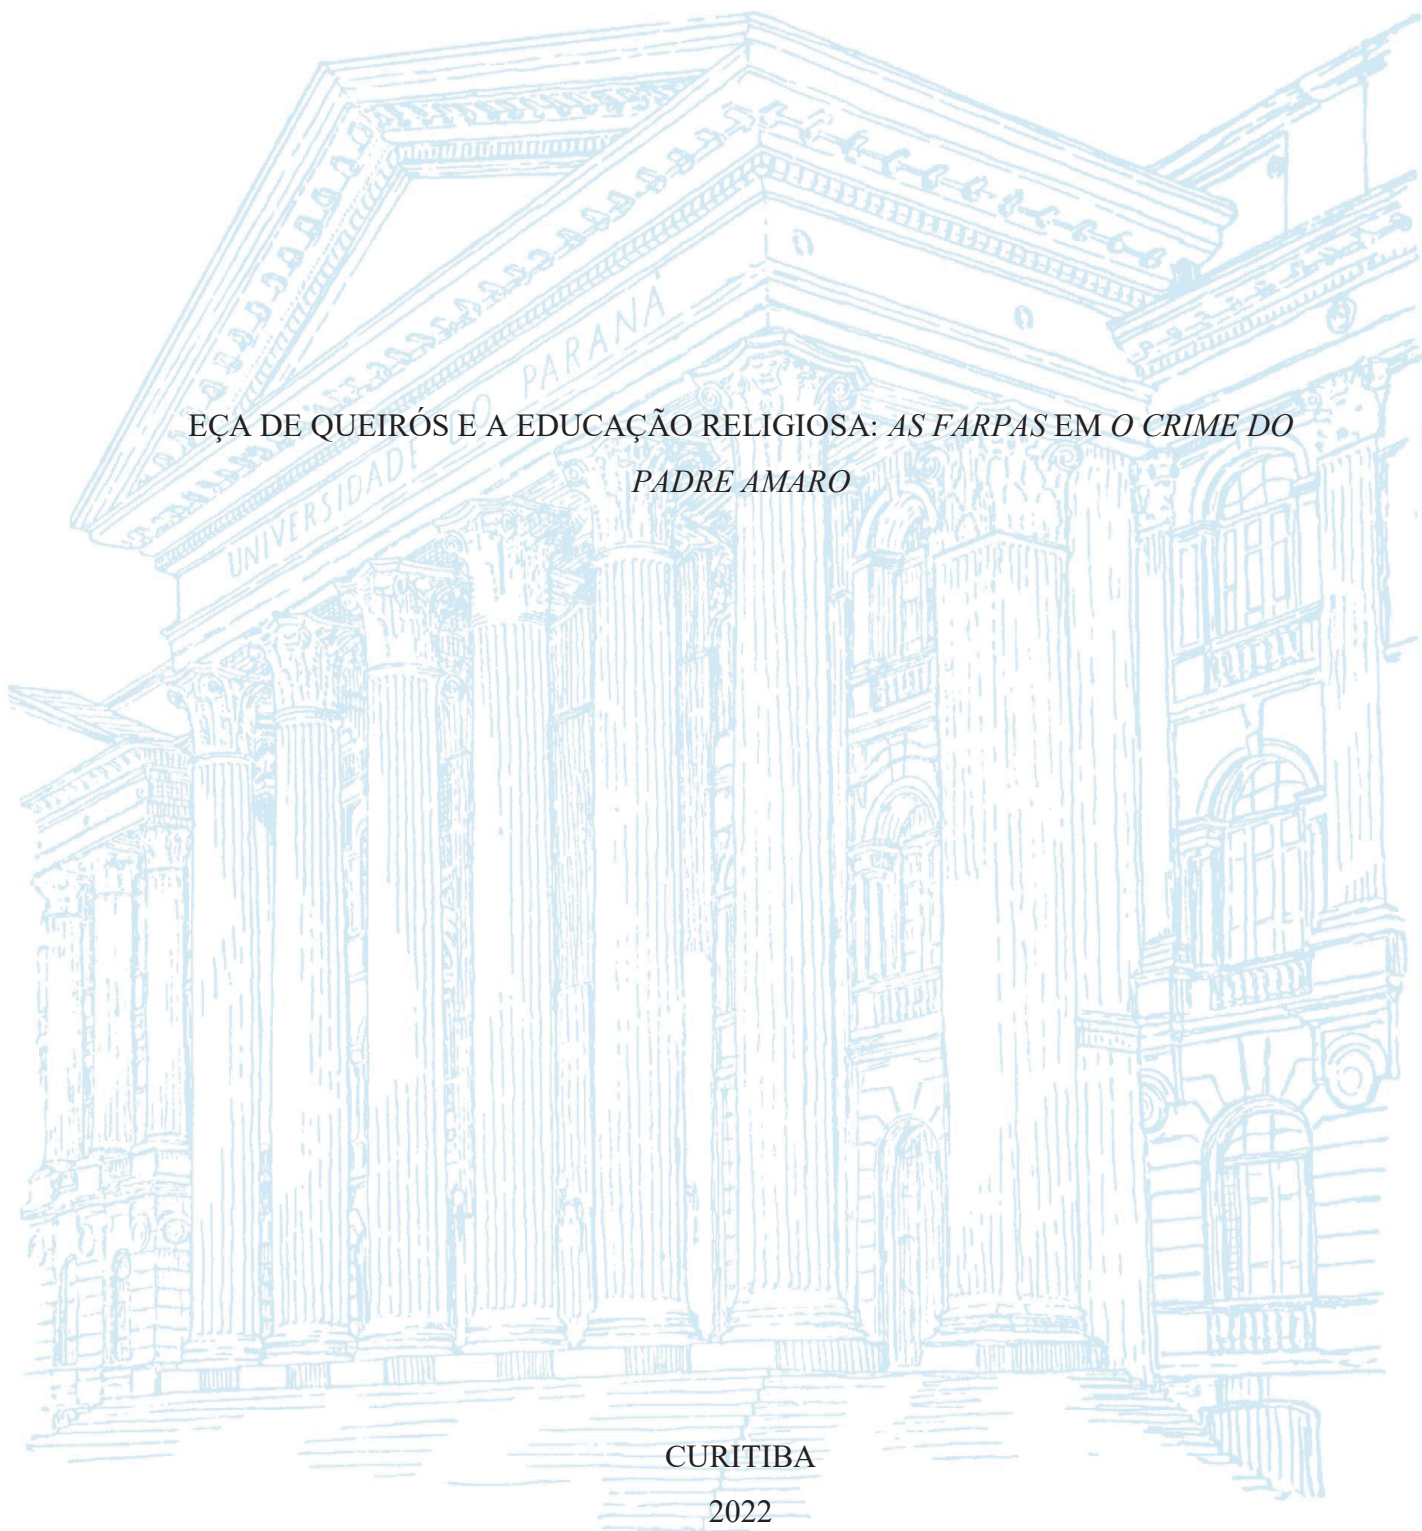 UNIVERSIDADE DO PARANÁ
EÇA DE QUEIRÓS E A EDUCAÇÃO RELIGIOSA: AS FARPAS EM O CRIME DO
PADRE AMARO
CURITIBA
2022